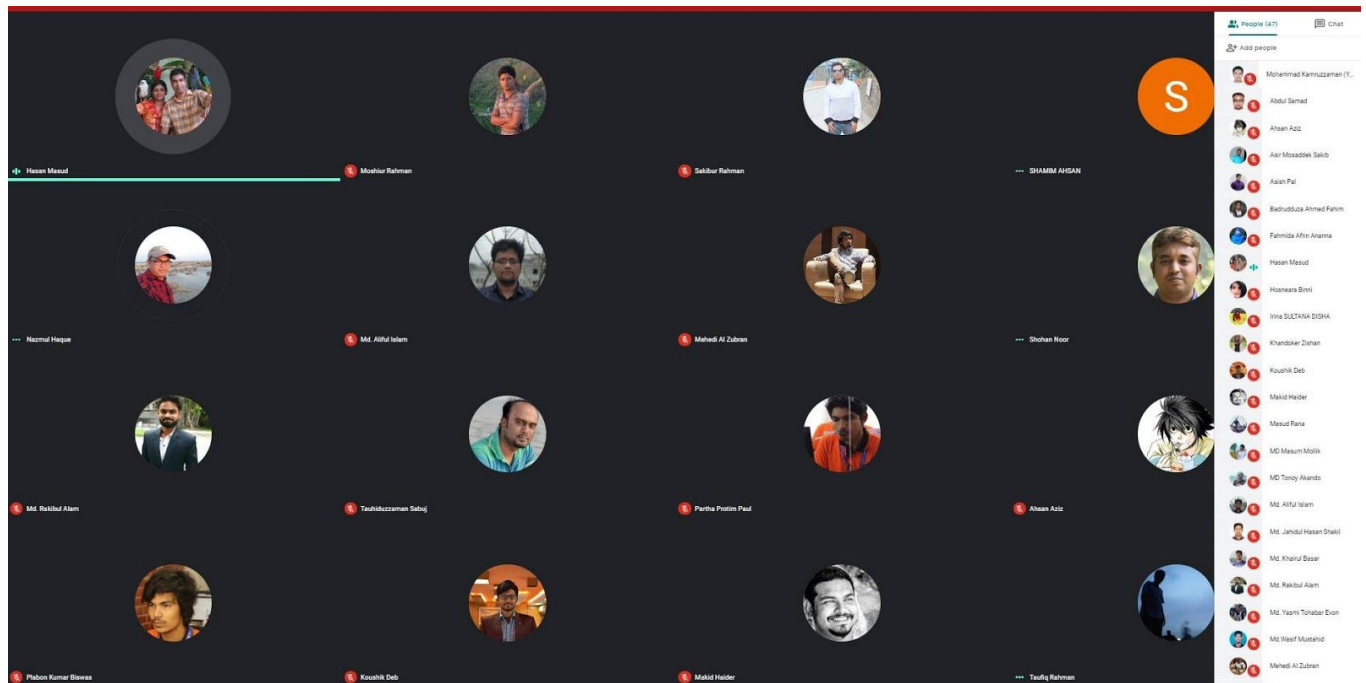 People (47)
Chat
Add people
S
Hasan Masud
Moshiur Rahman
Sakibur Rahman
SHAMIM AHSAN
Nazmul Haque
Md. Aliful Islam
Mehedi Al Zubran
Shohan Noor
Md. Rakibul Alam
Tauhiduzzaman Sabuj
Partha Protim Paul
Ahsan Aziz
Plabon Kumar Biswas
Koushik Deb
Makid Haider
Taufiq Rahman
Mohammad Kamruzzaman (Y...
Abdul Samad
Ahsan Aziz
Asir Mosaddek Sakib
Asish Pal
Badrudduza Ahmed Fahim
Fahmida Afrin Ananna
Hasan Masud
Hosneara Binni
Irina SULTANA DISHA
Khandoker Zishan
Koushik Deb
Makid Haider
Masud Rana
MD Masum Mollik
MD Tonoy Akando
Md. Aliful Islam
Md. Jahidul Hasan Shakil
Md. Khairul Basar
Md. Rakibul Alam
Md. Yasmi Tohabar Evon
Md.Wasif Mustahid
Mehedi Al Zubran